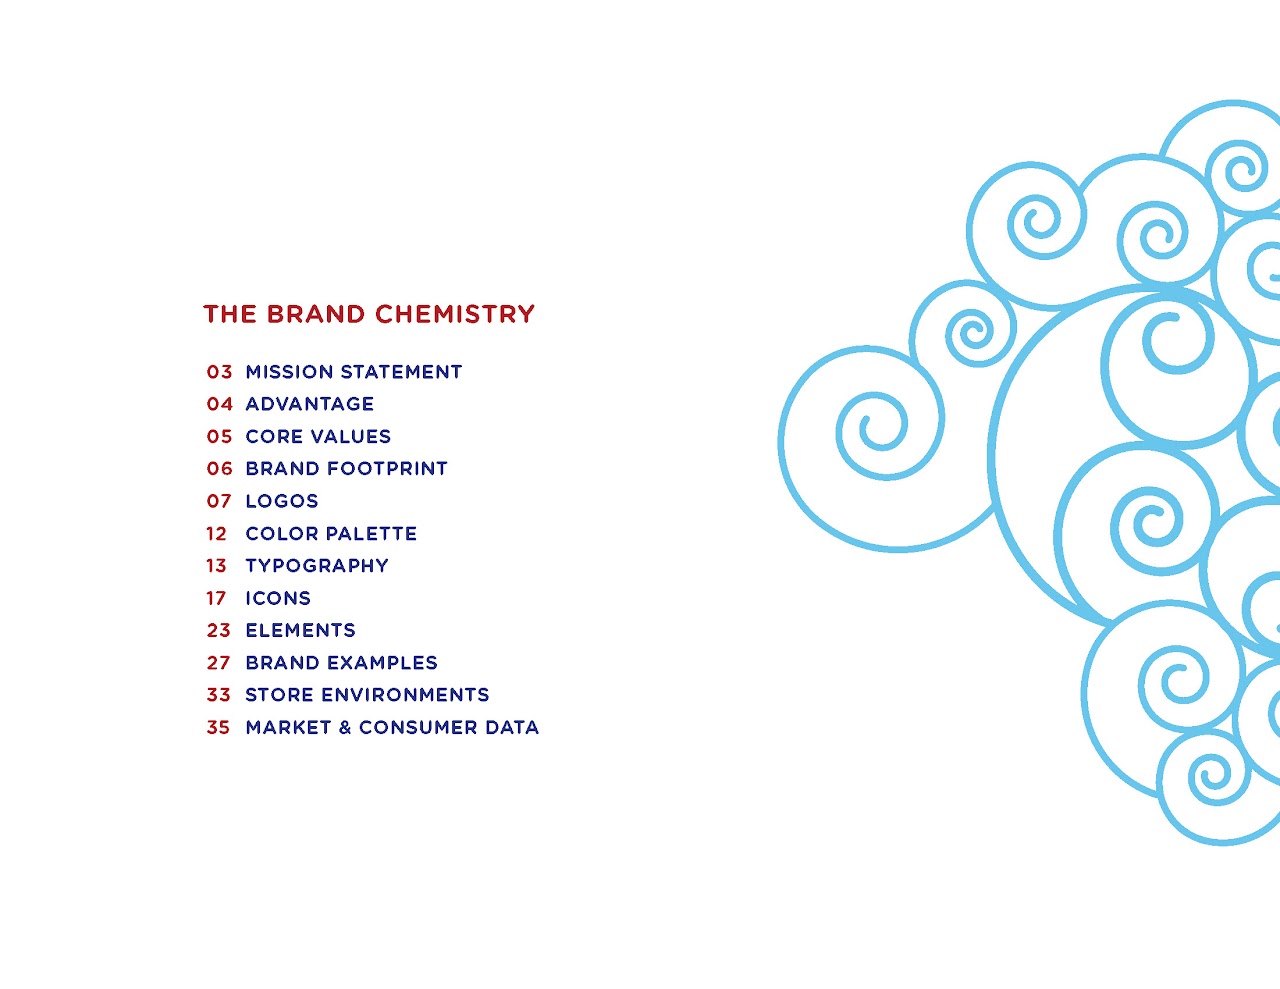 THE BRAND CHEMISTRY
03 MISSION STATEMENT
04 ADVANTAGE
05 CORE VALUES
06 BRAND FOOTPRINT
07 LOGOS
12 COLOR PALETTE
13 TYPOGRAPHY
17 ICONS
23 ELEMENTS
27 BRAND EXAMPLES
33 STORE ENVIRONMENTS
35 MARKET & CONSUMER DATA